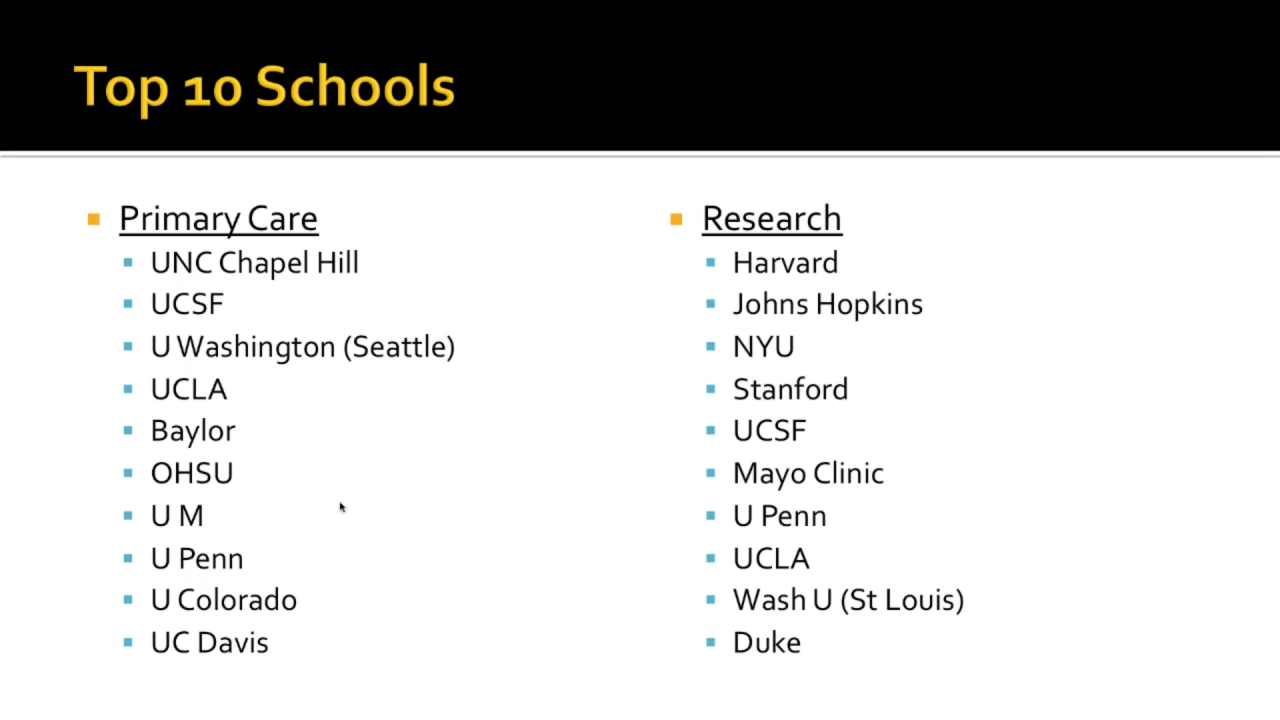 Top 10 Schools
Primary Care
UNC Chapel Hill
UCSF
U Washington (Seattle)
UCLA
Baylor
OHSU
U M
U Penn
U Colorado
UC Davis
Research
Harvard
Johns Hopkins
NYU
Stanford
UCSF
Mayo Clinic
U Penn
UCLA
Wash U (St Louis)
Duke